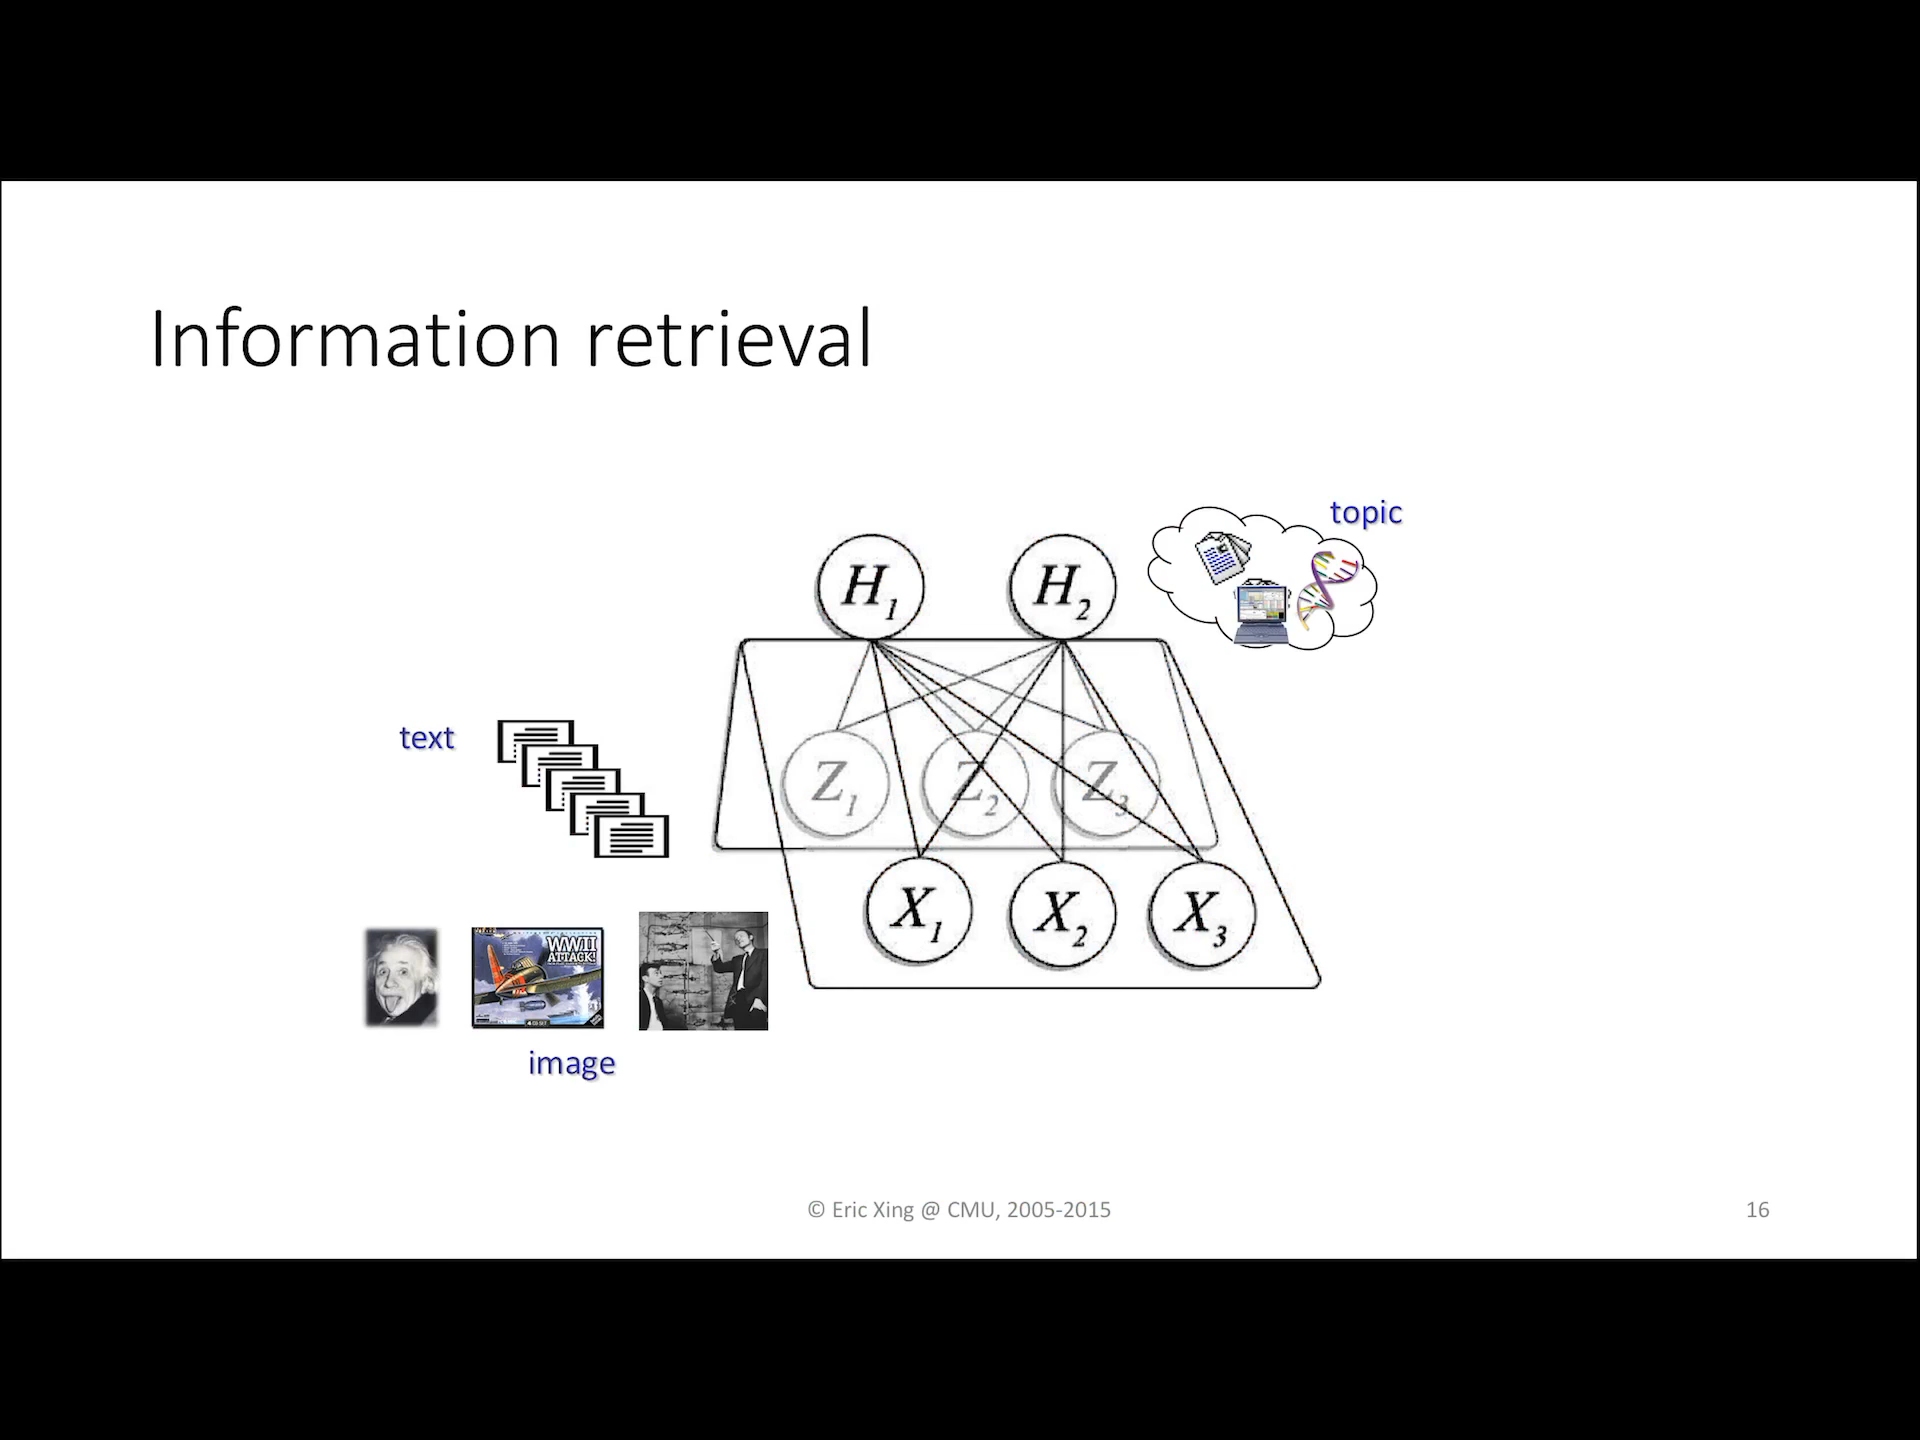 Information retrieval
topic
H1
H2
text
Z1
Z2
Z3
X1
X2
X3
WWII
ATTACK!
image
© Eric Xing @ CMU, 2005-2015
16